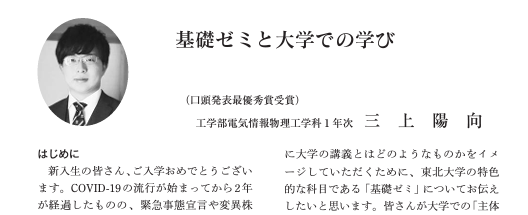 基礎ゼミと大学での学び
（口頭発表最優秀賞受賞）
工学部電気情報物理工学科１年次　三　上　陽　向
はじめに
　新入生の皆さん、ご入学おめでとうござい
ます。COVID-19の流行が始まってから２年
が経過したものの、緊急事態宣言や変異株
に大学の講義とはどのようなものかをイメ
ージしていただくために、東北大学の特色
的な科目である「基礎ゼミ」についてお伝え
したいと思います。皆さんが大学での「主体